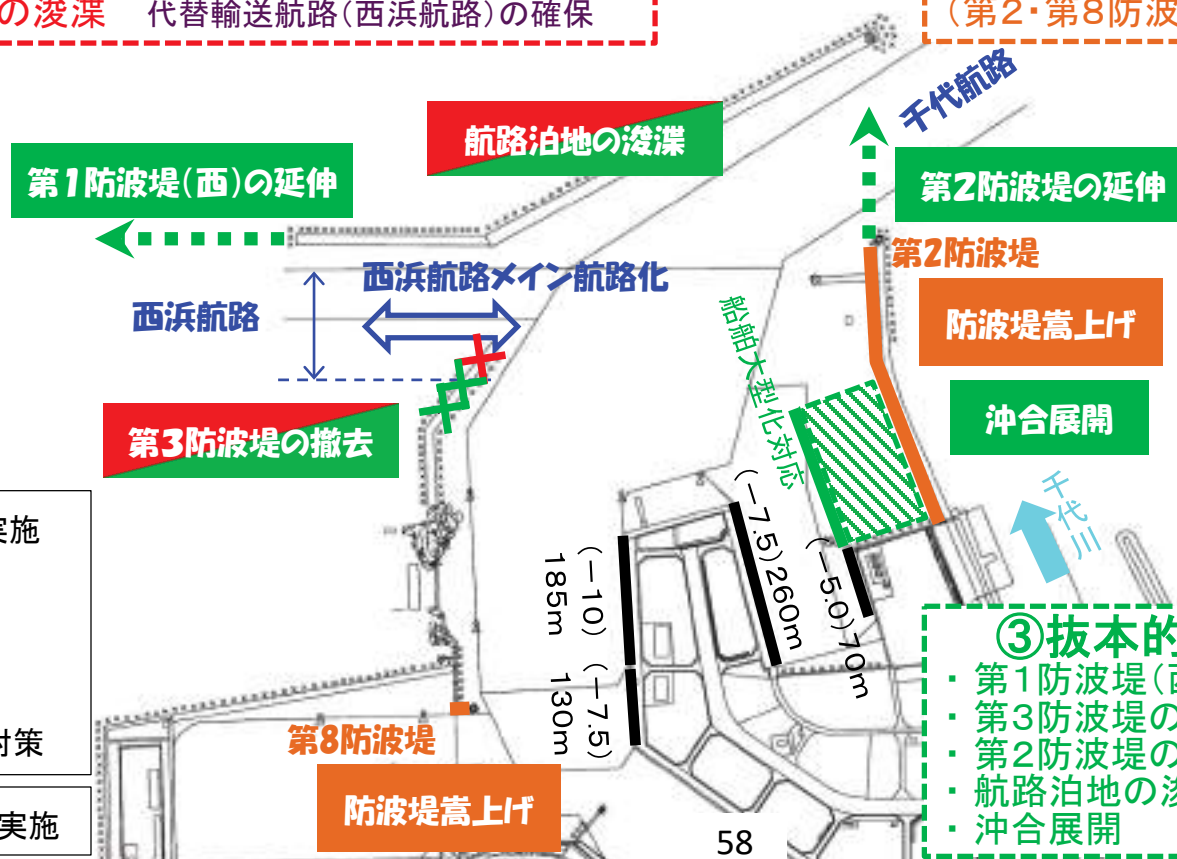 の浚渫 代替輸送航路(西浜航路)の確保
(第2・第8防波
千代航路
航路泊地の浚渫
第1防波堤(西)の延伸
第2防波堤の延伸
第2防波堤
西浜航路メイン航路化
西浜航路
防波堤嵩上げ
船舶大型化対応
沖合展開
第3防波堤の撤去
千代川
実施
対策
実施
(-7.5)260m
(-5.0)70m
(-10)
185m
(-7.5)
130m
第8防波堤
防波堤嵩上げ
③抜本的
・第1防波堤(西
・第3防波堤の
・第2防波堤の
・航路泊地の浚
・沖合展開
58